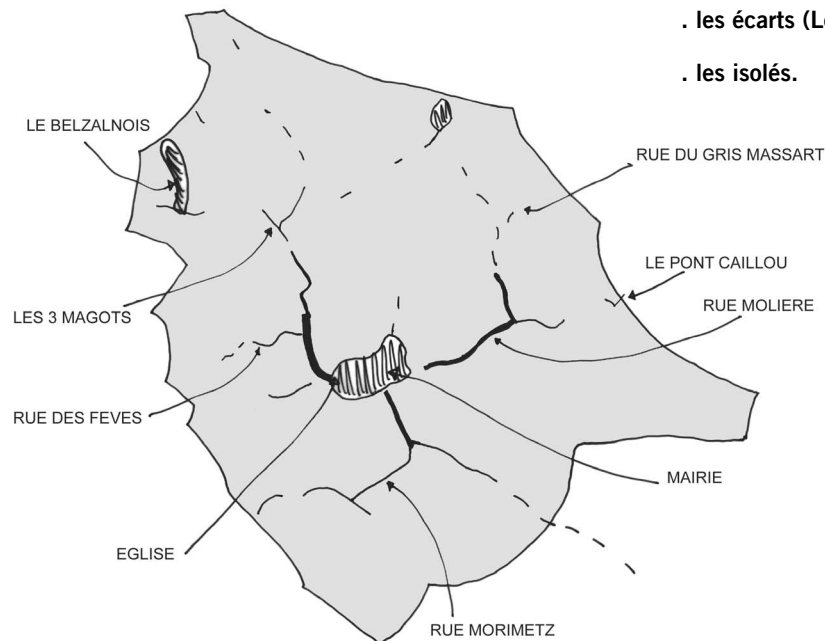 . les écarts (L
. les isolés.
LE BELZALNOIS
RUE DU GRIS MASSART
LE PONT CAILLOU
RUE MOLIERE
LES 3 MAGOTS
RUE DES FEVES
MAIRIE
EGLISE
RUE MORIMETZ